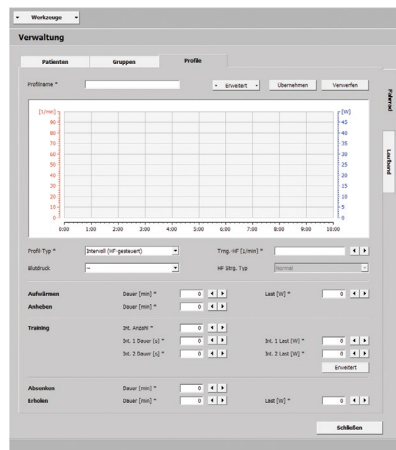 Werkzeuge
Verwaltung
Patienten Gruppen Profile
Profilname * Erweitert Übernehmen Verwerfen
Fahrrad
Laufband
[1/min] [W]
90 45
80 40
70 35
60 30
50 25
40 20
30 15
20 10
10 5
0 0
0:00 1:00 2:00 3:00 4:00 5:00 6:00 7:00 8:00 9:00 10:00
Profil-Typ * Intervall (HF-gesteuert) Trng.-HF [1/min] *
Blutdruck -- HF Strg. Typ Normal
Aufwärmen Dauer [min] * 0 Last [W] * 0
Anheben Dauer [min] * 0
Training Int. Anzahl * 0
Int. 1 Dauer [s] * 0 Int. 1 Last [W] * 0
Int. 2 Dauer [s] * 0 Int. 2 Last [W] * 0
Erweitert
Absenken Dauer [min] * 0
Erholen Dauer [min] * 0 Last [W] * 0
Schließen